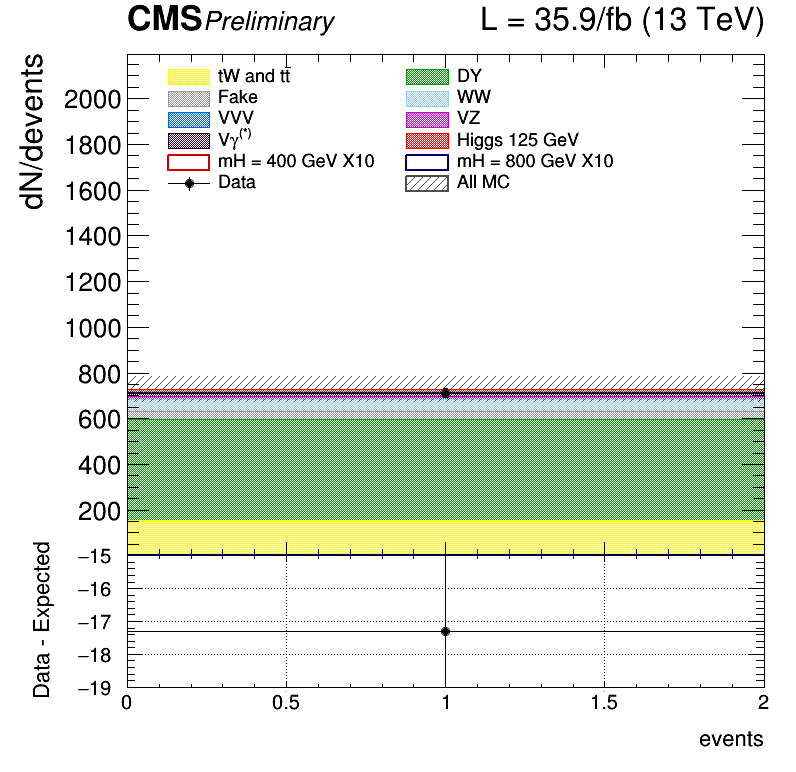 CMS Preliminary L = 35.9/fb (13 TeV)
dN/devents
2000
1800
1600
1400
1200
1000
800
600
400
200
tW and tt̄ DY
Fake WW
VVV VZ
Vγ(*) Higgs 125 GeV
mH = 400 GeV X10 mH = 800 GeV X10
Data All MC
Data - Expected
−15
−16
−17
−18
−19
0 0.5 1 1.5 2
events